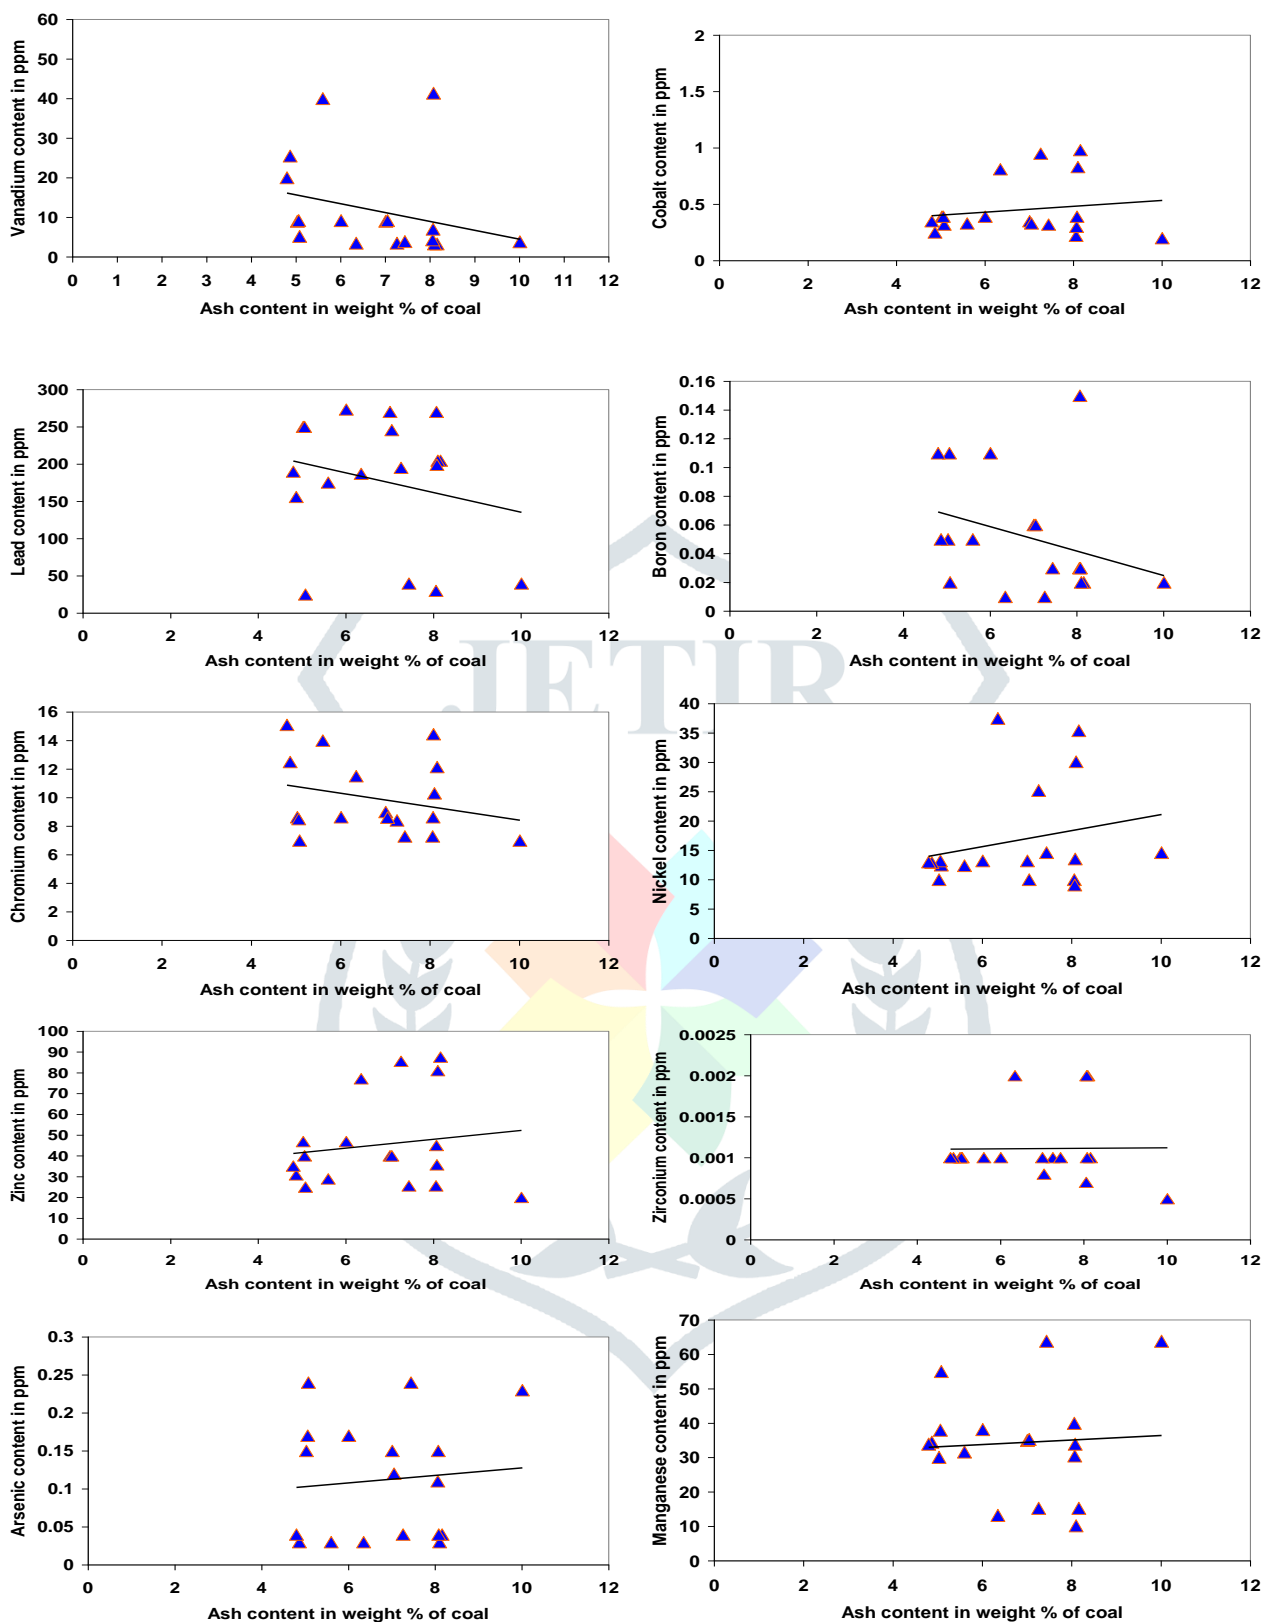 Vanadium content in ppm
60
50
40
30
20
10
0
0 1 1 2 3 4 5 6 7 8 9 10 11 12
Ash content in weight % of coal
Cobalt content in ppm
2
1.5
1
0.5
0
0 2 4 6 8 10 12
Ash content in weight % of coal
Lead content in ppm
300
250
200
150
100
50
0
0 2 4 6 8 10 12
Ash content in weight % of coal
Boron content in ppm
0.16
0.14
0.12
0.1
0.08
0.06
0.04
0.02
0
0 2 4 6 8 10 12
Ash content in weight % of coal
JETIR
Chromium content in ppm
16
14
12
10
8
6
4
2
0
0 2 4 6 8 10 12
Ash content in weight % of coal
Nickel content in ppm
40
35
30
25
20
15
10
5
0
0 2 4 6 8 10 12
Ash content in weight % of coal
Zinc content in ppm
100
90
80
70
60
50
40
30
20
10
0
0 2 4 6 8 10 12
Ash content in weight % of coal
Zirconium content in ppm
0.0025
0.002
0.0015
0.001
0.0005
0
0 2 4 6 8 10 12
Ash content in weight % of coal
Arsenic content in ppm
0.3
0.25
0.2
0.15
0.1
0.05
0
0 2 4 6 8 10 12
Ash content in weight % of coal
Manganese content in ppm
70
60
50
40
30
20
10
0
0 2 4 6 8 10 12
Ash content in weight % of coal